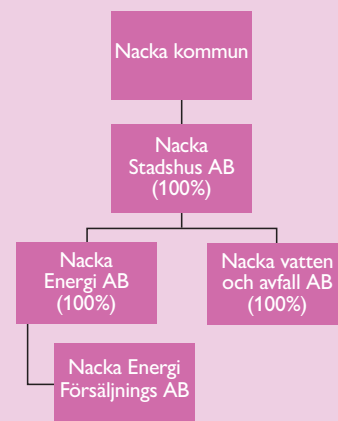 Nacka kommun
Nacka
Stadshus AB
(100%)
Nacka
Energi AB
(100%)
Nacka vatten
och avfall AB
(100%)
Nacka Energi
Försäljnings AB